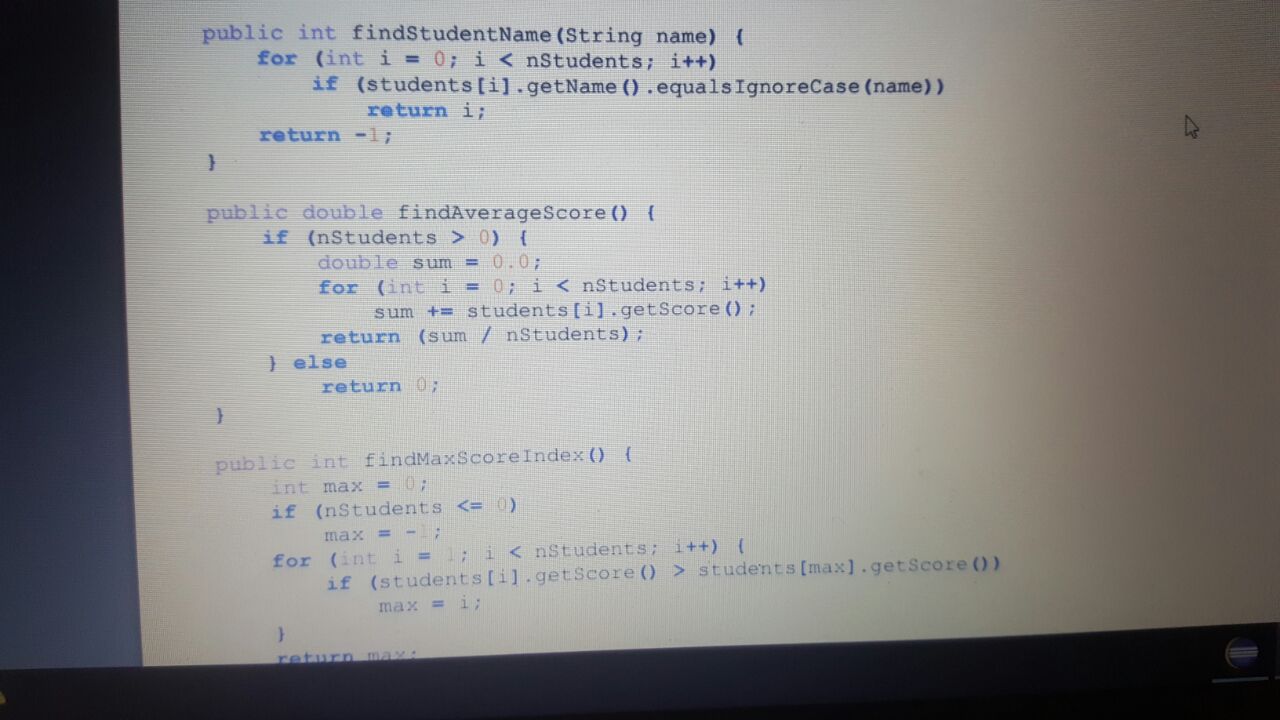 public int findStudentName(String name) {
for (int i = 0; i < nStudents; i++)
if (students[i].getName().equalsIgnoreCase(name))
return i;
return -1;
}
public double findAverageScore() {
if (nStudents > 0) {
double sum = 0.0;
for (int i = 0; i < nStudents; i++)
sum += students[i].getScore();
return (sum / nStudents);
} else
return 0;
}
public int findMaxScoreIndex() {
int max = 0;
if (nStudents <= 0)
max = -1;
for (int i = 1; i < nStudents; i++) {
if (students[i].getScore() > students[max].getScore())
max = i;
}
return max;